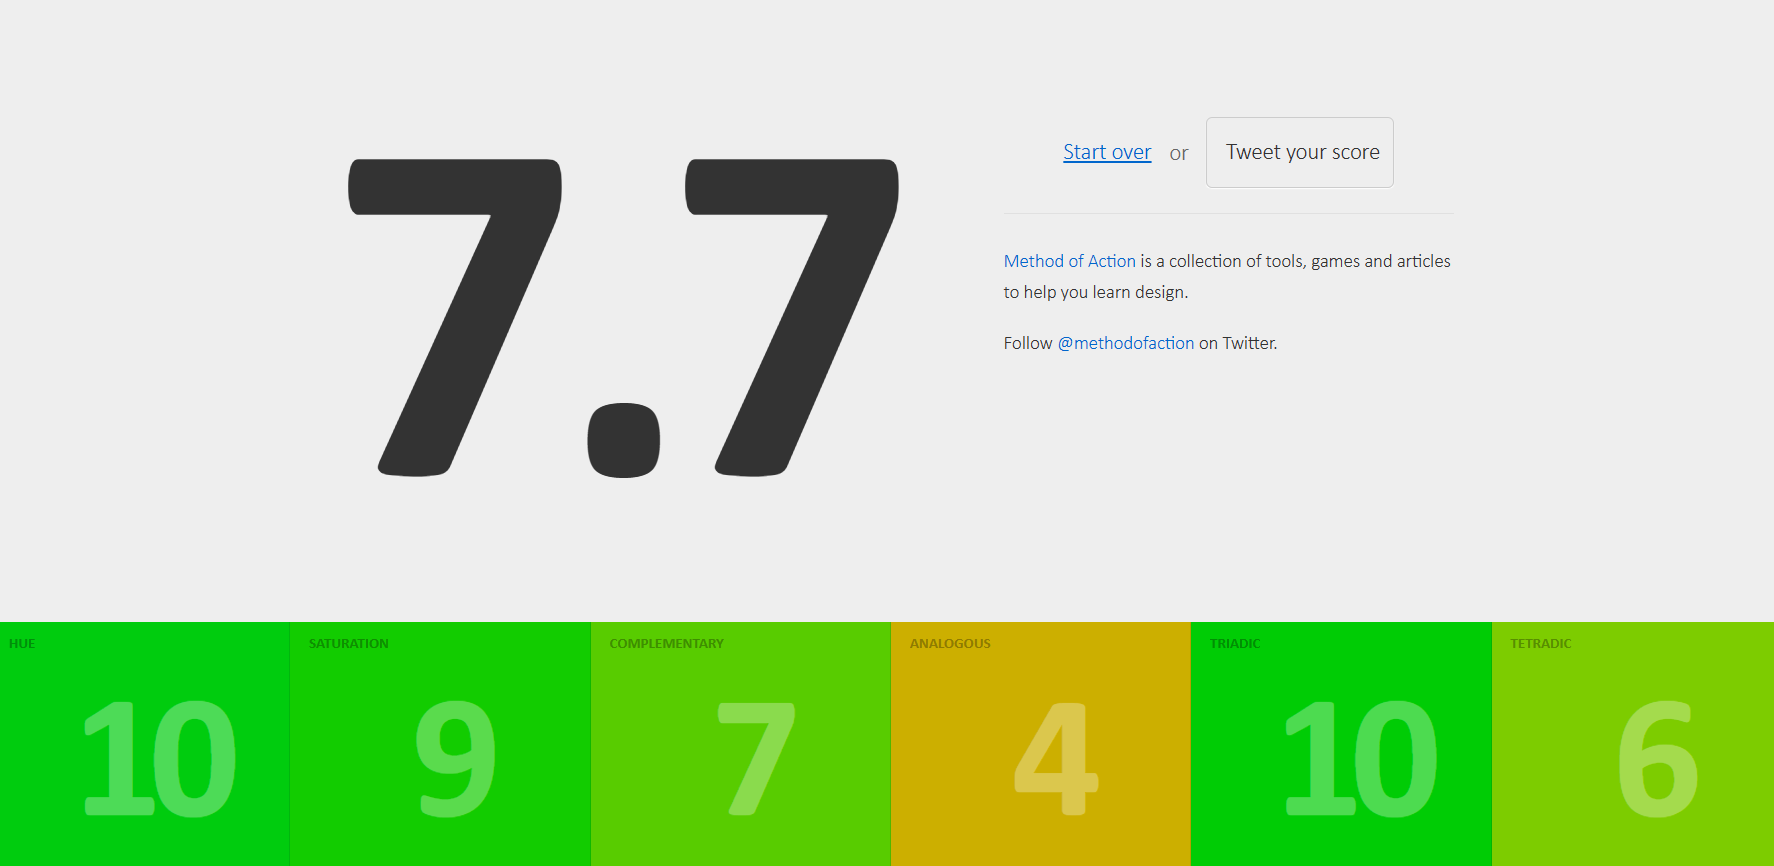 7.7
Start over or Tweet your score
Method of Action is a collection of tools, games and articles
to help you learn design.
Follow @methodofaction on Twitter.
HUE
10
SATURATION
9
COMPLEMENTARY
7
ANALOGOUS
4
TRIADIC
10
TETRADIC
6